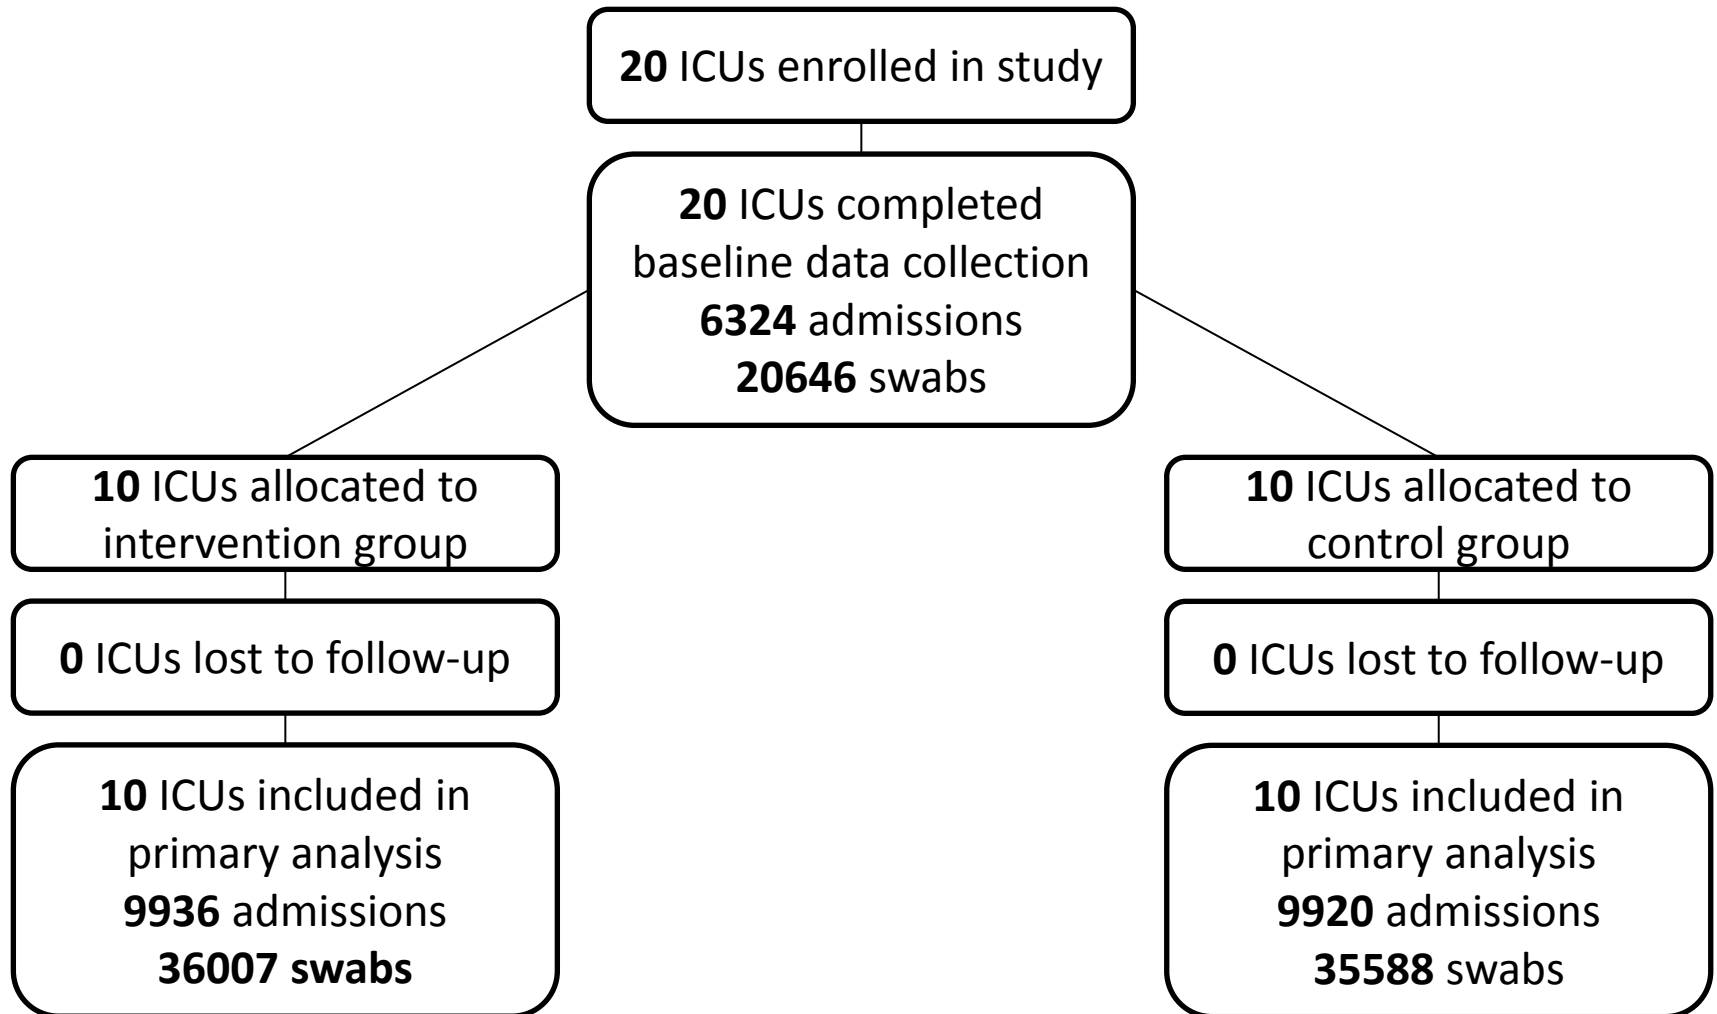 20 ICUs enrolled in study
20 ICUs completed
baseline data collection
6324 admissions
20646 swabs
10 ICUs allocated to
intervention group
0 ICUs lost to follow-up
10 ICUs included in
primary analysis
9936 admissions
36007 swabs
10 ICUs allocated to
control group
0 ICUs lost to follow-up
10 ICUs included in
primary analysis
9920 admissions
35588 swabs